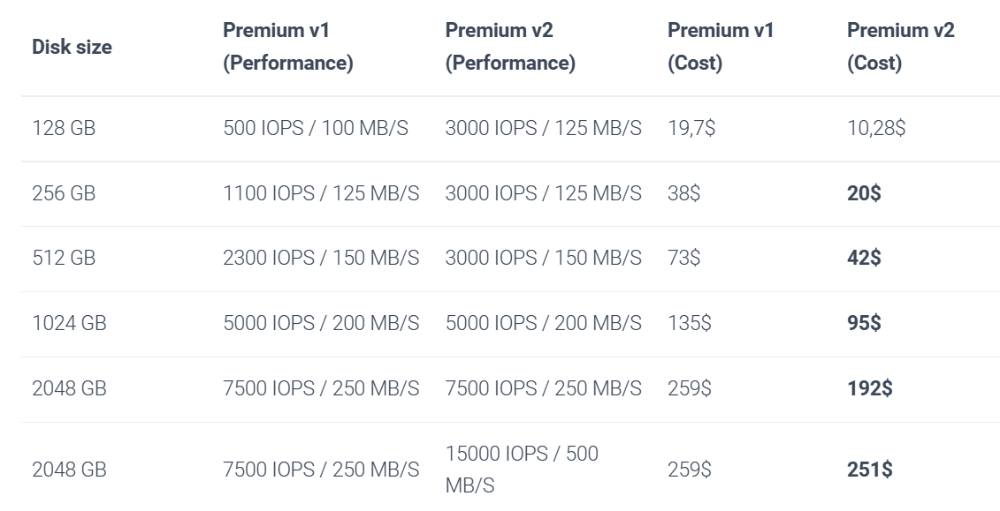 Disk size
Premium v1
(Performance)
Premium v2
(Performance)
Premium v1
(Cost)
Premium v2
(Cost)
128 GB 500 IOPS / 100 MB/S 3000 IOPS / 125 MB/S 19,7$ 10,28$
256 GB 1100 IOPS / 125 MB/S 3000 IOPS / 125 MB/S 38$ 20$
512 GB 2300 IOPS / 150 MB/S 3000 IOPS / 150 MB/S 73$ 42$
1024 GB 5000 IOPS / 200 MB/S 5000 IOPS / 200 MB/S 135$ 95$
2048 GB 7500 IOPS / 250 MB/S 7500 IOPS / 250 MB/S 259$ 192$
2048 GB 7500 IOPS / 250 MB/S 15000 IOPS / 500
MB/S 259$ 251$